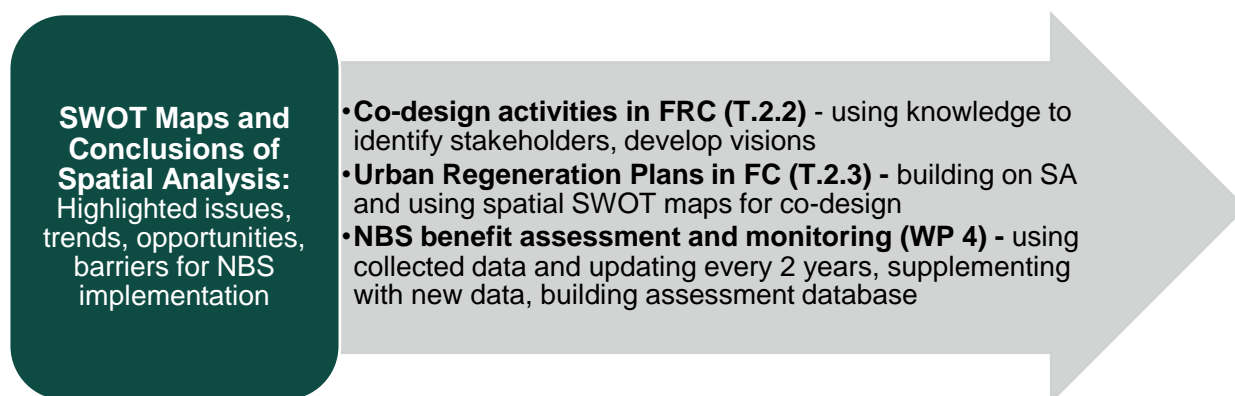 SWOT Maps and
Conclusions of
Spatial Analysis:
Highlighted issues,
trends, opportunities,
barriers for NBS
implementation
•Co-design activities in FRC (T.2.2) - using knowledge to
identify stakeholders, develop visions
•Urban Regeneration Plans in FC (T.2.3) - building on SA
and using spatial SWOT maps for co-design
•NBS benefit assessment and monitoring (WP 4) - using
collected data and updating every 2 years, supplementing
with new data, building assessment database